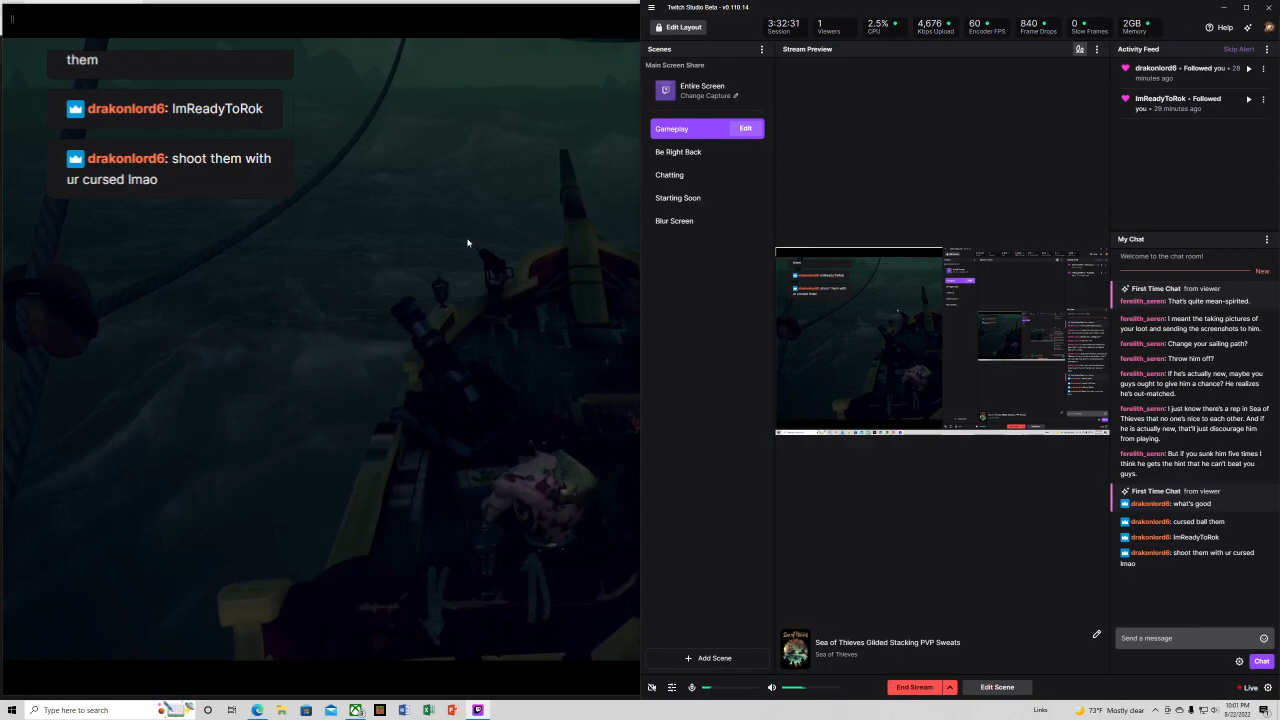 them
drakonlord6: ImReadyToRok
drakonlord6: shoot them with
ur cursed lmao
Twitch Studio Beta - v0.110.14
Edit Layout
3:32:31
Session
1
Viewers
2.5%
CPU
4,676
Kbps Upload
60
Encoder FPS
840
Frame Drops
0
Slow Frames
2GB
Memory
Help
Scenes
Main Screen Share
Entire Screen
Change Capture
Gameplay
Edit
Be Right Back
Chatting
Starting Soon
Blur Screen
Add Scene
Stream Preview
Sea of Thieves Gilded Stacking PVP Sweats
Sea of Thieves
Activity Feed
Skip Alert
drakonlord6 • Followed you • 28
minutes ago
ImReadyToRok • Followed
you • 29 minutes ago
My Chat
Welcome to the chat room!
New
First Time Chat from viewer
ferelith_seren: That's quite mean-spirited.
ferelith_seren: I meant the taking pictures of
your loot and sending the screenshots to him.
ferelith_seren: Change your sailing pattern?
ferelith_seren: Throw him off?
ferelith_seren: If he's actually new, maybe you
guys ought to give him a chance? He realizes
he's out-matched.
ferelith_seren: I just know there's a rep in Sea of
Thieves that no one's nice to each other. And if
he is actually new, that'll just discourage him
from playing.
ferelith_seren: But if you sunk him five times I
think he gets the hint that he can't beat you
guys.
First Time Chat from viewer
drakonlord6: what's good
drakonlord6: cursed ball them
drakonlord6: ImReadyToRok
drakonlord6: shoot them with ur cursed
lmao
Send a message
Chat
End Stream
Edit Scene
Live
Type here to search
Links
73°F Mostly clear
10:01 PM
8/22/2022